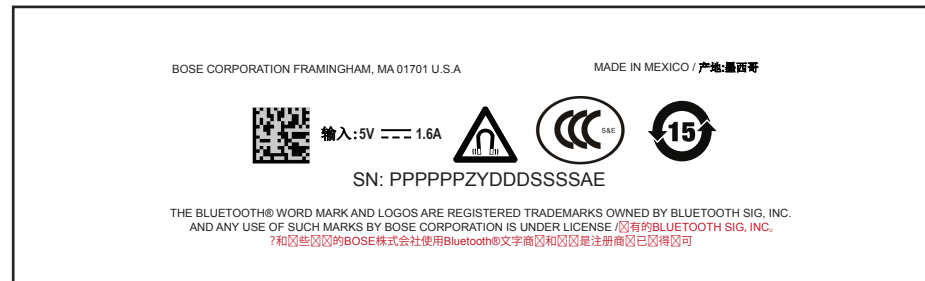 BOSE CORPORATION FRAMINGHAM, MA 01701 U.S.A
MADE IN MEXICO / 产地:墨西哥
输入:5V 1.6A
CCC S&E
15
SN: PPPPPPZYDDDSSSSAE
THE BLUETOOTH® WORD MARK AND LOGOS ARE REGISTERED TRADEMARKS OWNED BY BLUETOOTH SIG, INC.
AND ANY USE OF SUCH MARKS BY BOSE CORPORATION IS UNDER LICENSE /☒有的BLUETOOTH SIG, INC。
?和☒些☒☒的BOSE株式会社使用Bluetooth®文字商☒和☒☒是注册商☒已☒得☒可